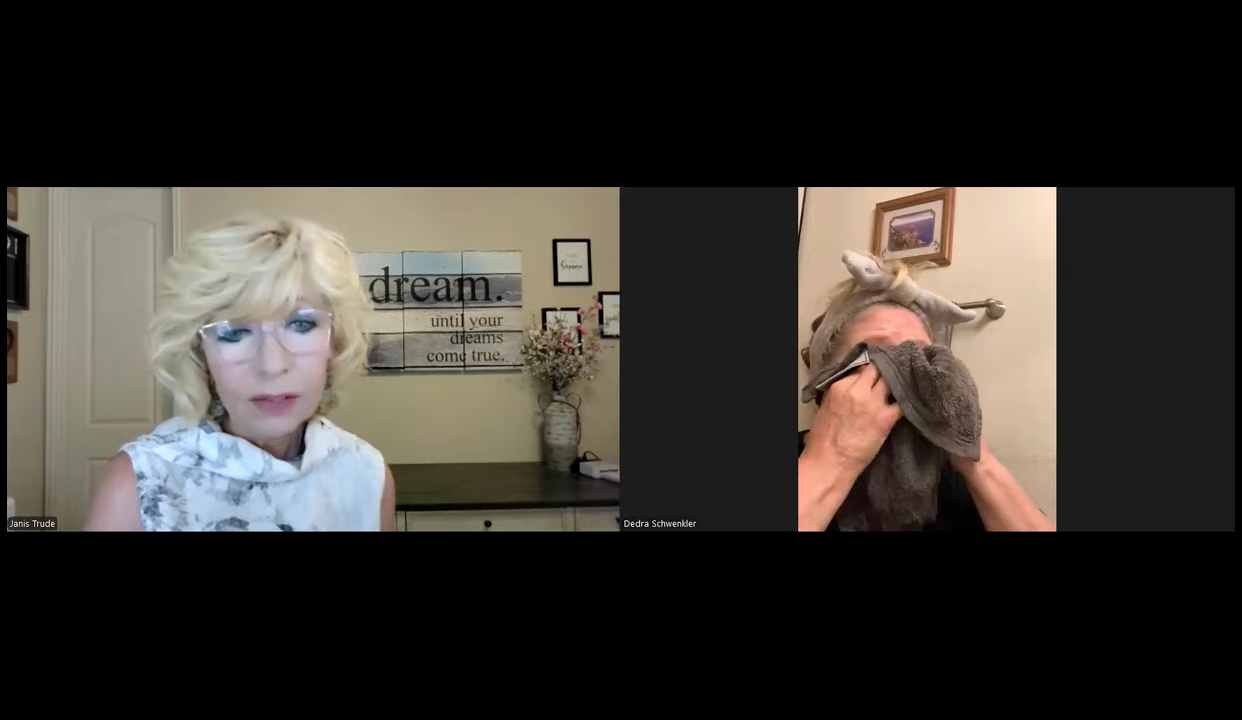 dream.
until your
dreams
come true.
Janis Trude
Dedra Schwenkler